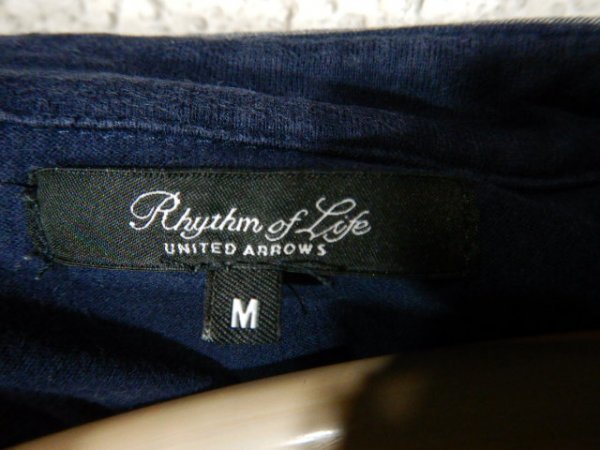 Rhythm of Life
UNITED ARROWS
M